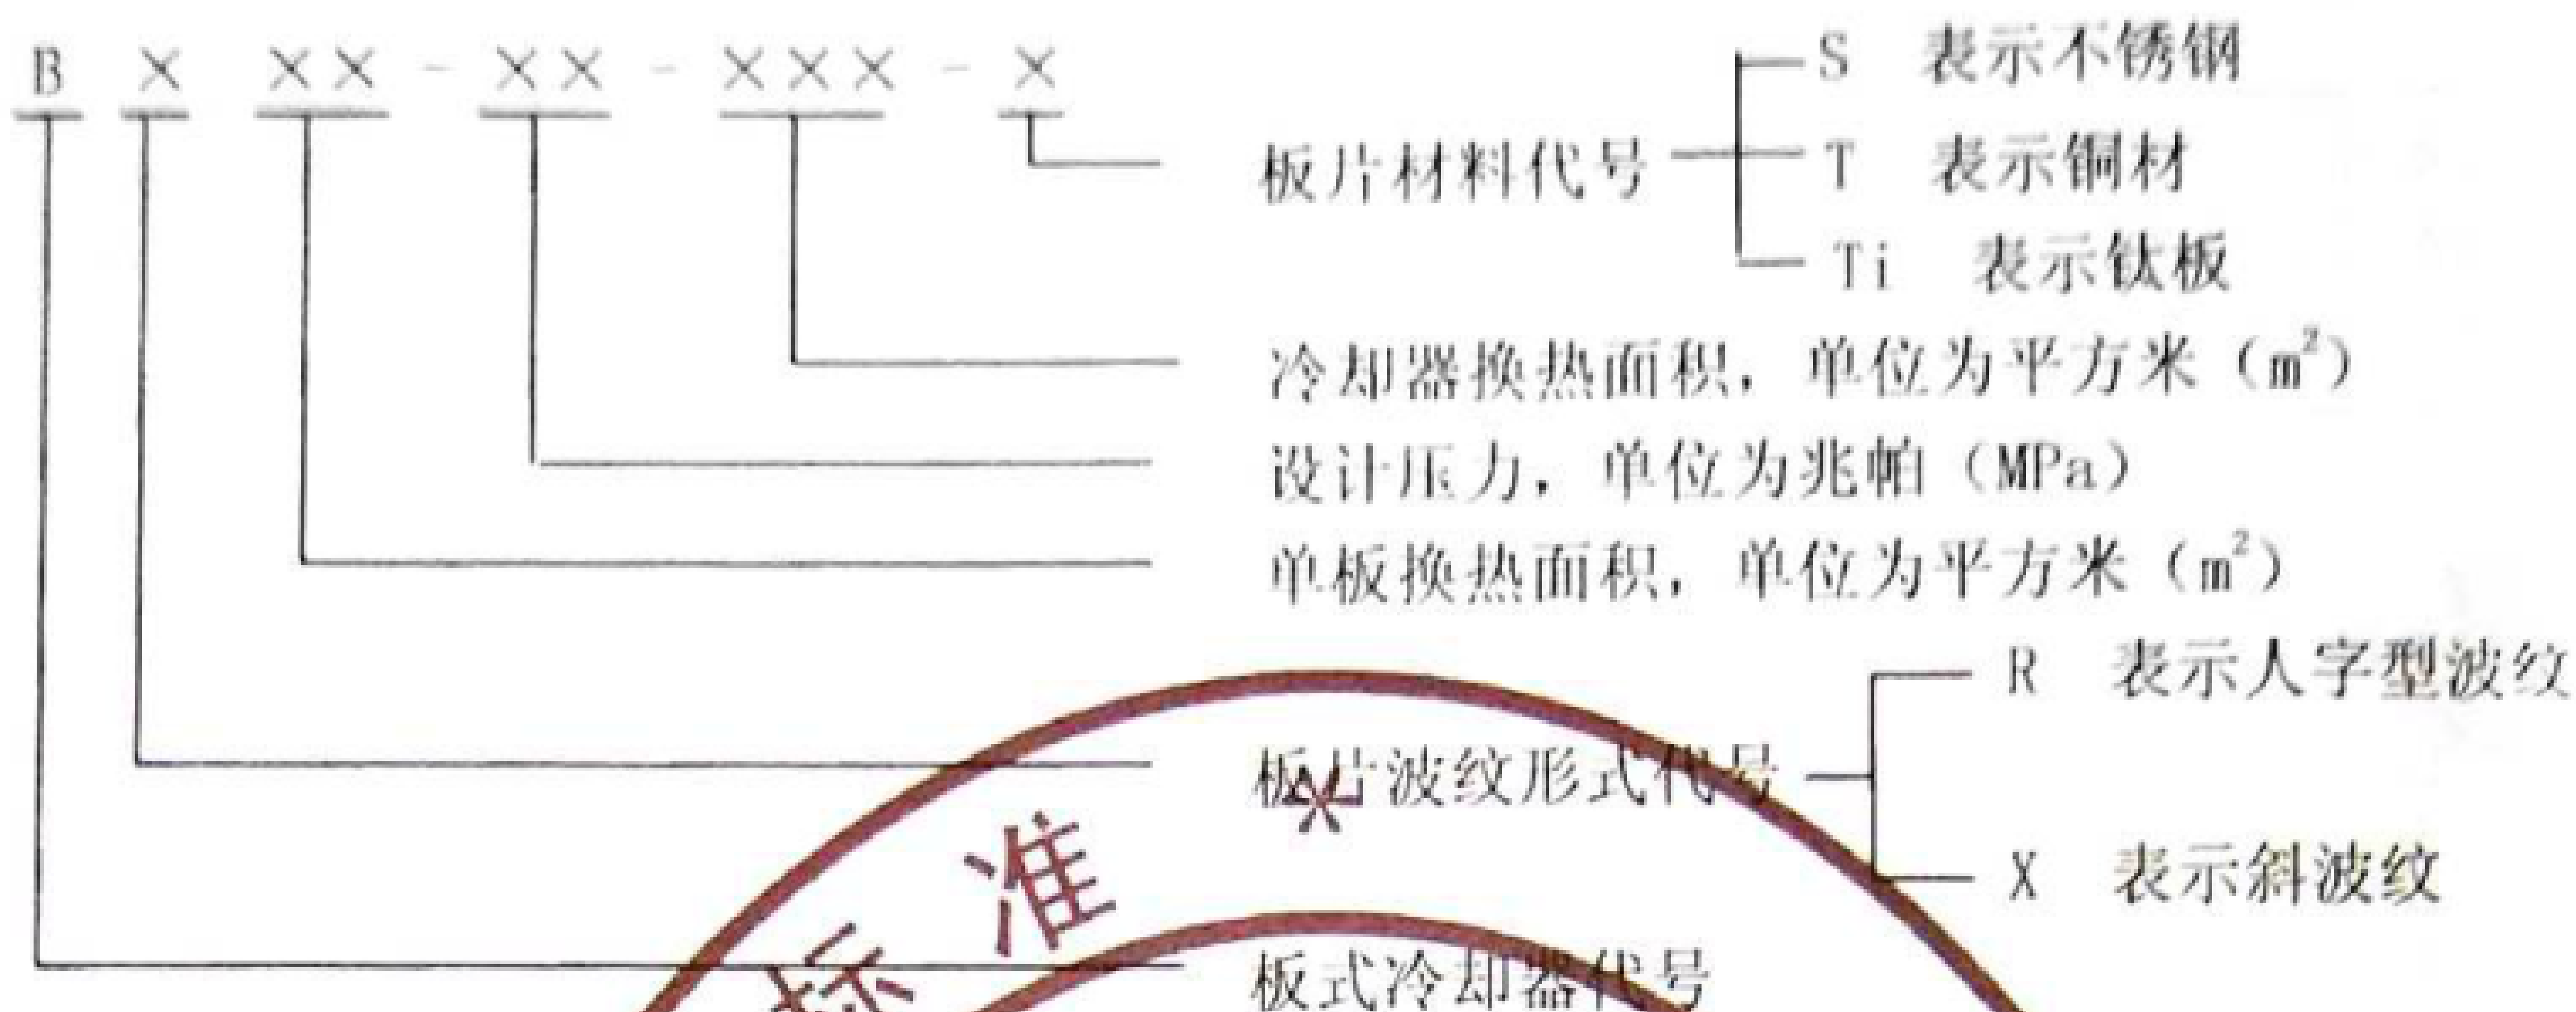 B × ×× - ×× - ××× - ×
S 表示不锈钢
板片材料代号
T 表示铜材
Ti 表示钛板
冷却器换热面积，单位为平方米（m²）
设计压力，单位为兆帕（MPa）
单板换热面积，单位为平方米（m²）
R 表示人字型波纹
板片波纹形式代号
X 表示斜波纹
标准
板式冷却器代号